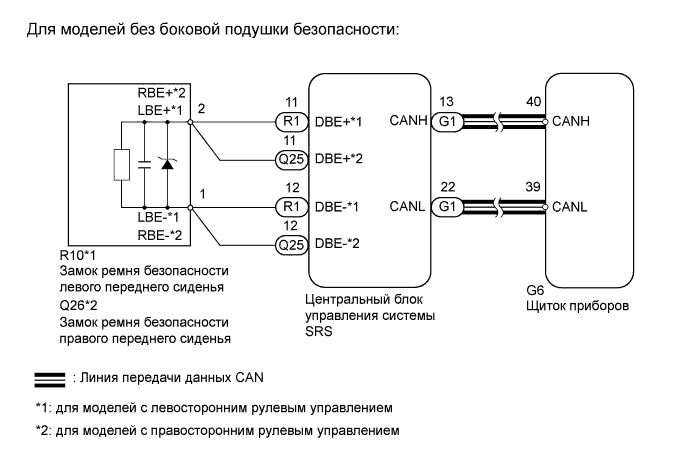 Для моделей без боковой подушки безопасности:
RBE+*2
LBE+*1
2
11
R1
DBE+*1
CANH
13
G1
40
CANH
11
Q25
DBE+*2
1
12
R1
DBE-*1
CANL
22
G1
39
CANL
LBE-*1
RBE-*2
12
Q25
DBE-*2
R10*1
Замок ремня безопасности
левого переднего сиденья
Q26*2
Замок ремня безопасности
правого переднего сиденья
Центральный блок
управления системы
SRS
G6
Щиток приборов
: Линия передачи данных CAN
*1: для моделей с левосторонним рулевым управлением
*2: для моделей с правосторонним рулевым управлением